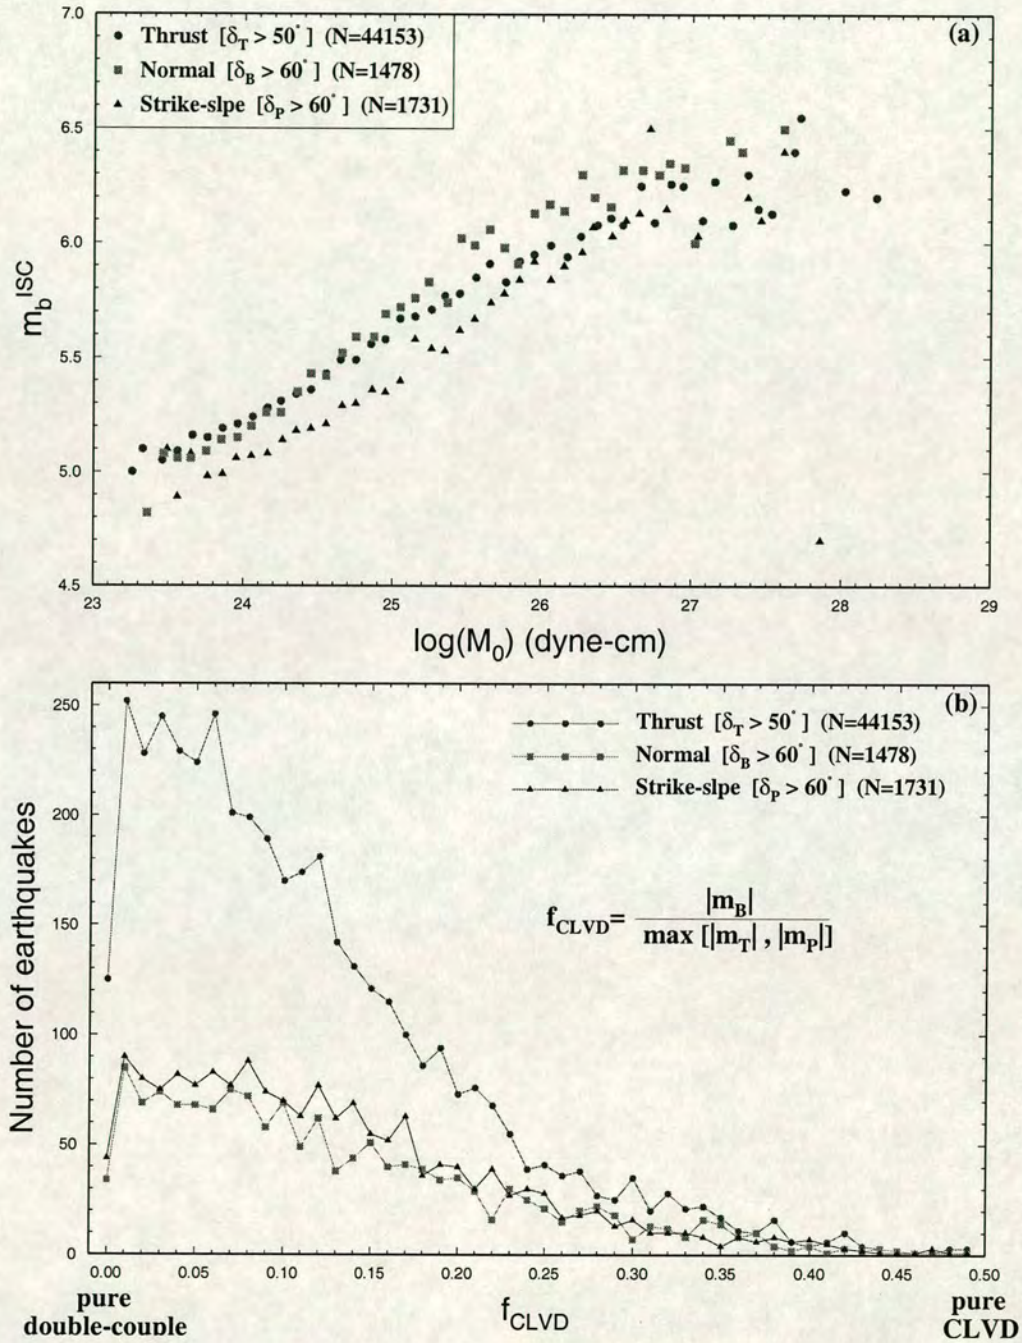 7.0
(a)
Thrust [δT > 50°] (N=44153)
Normal [δB > 60°] (N=1478)
Strike-slpe [δP > 60°] (N=1731)
6.5
6.0
5.5
5.0
4.5
mb^ISC
23 24 25 26 27 28 29
log(M0) (dyne-cm)
(b)
Thrust [δT > 50°] (N=44153)
Normal [δB > 60°] (N=1478)
Strike-slpe [δP > 60°] (N=1731)
250
200
150
100
50
0
Number of earthquakes
|mB|
fCLVD=
max [|mT| , |mP|]
0.00 0.05 0.10 0.15 0.20 0.25 0.30 0.35 0.40 0.45 0.50
pure
double-couple
fCLVD
pure
CLVD